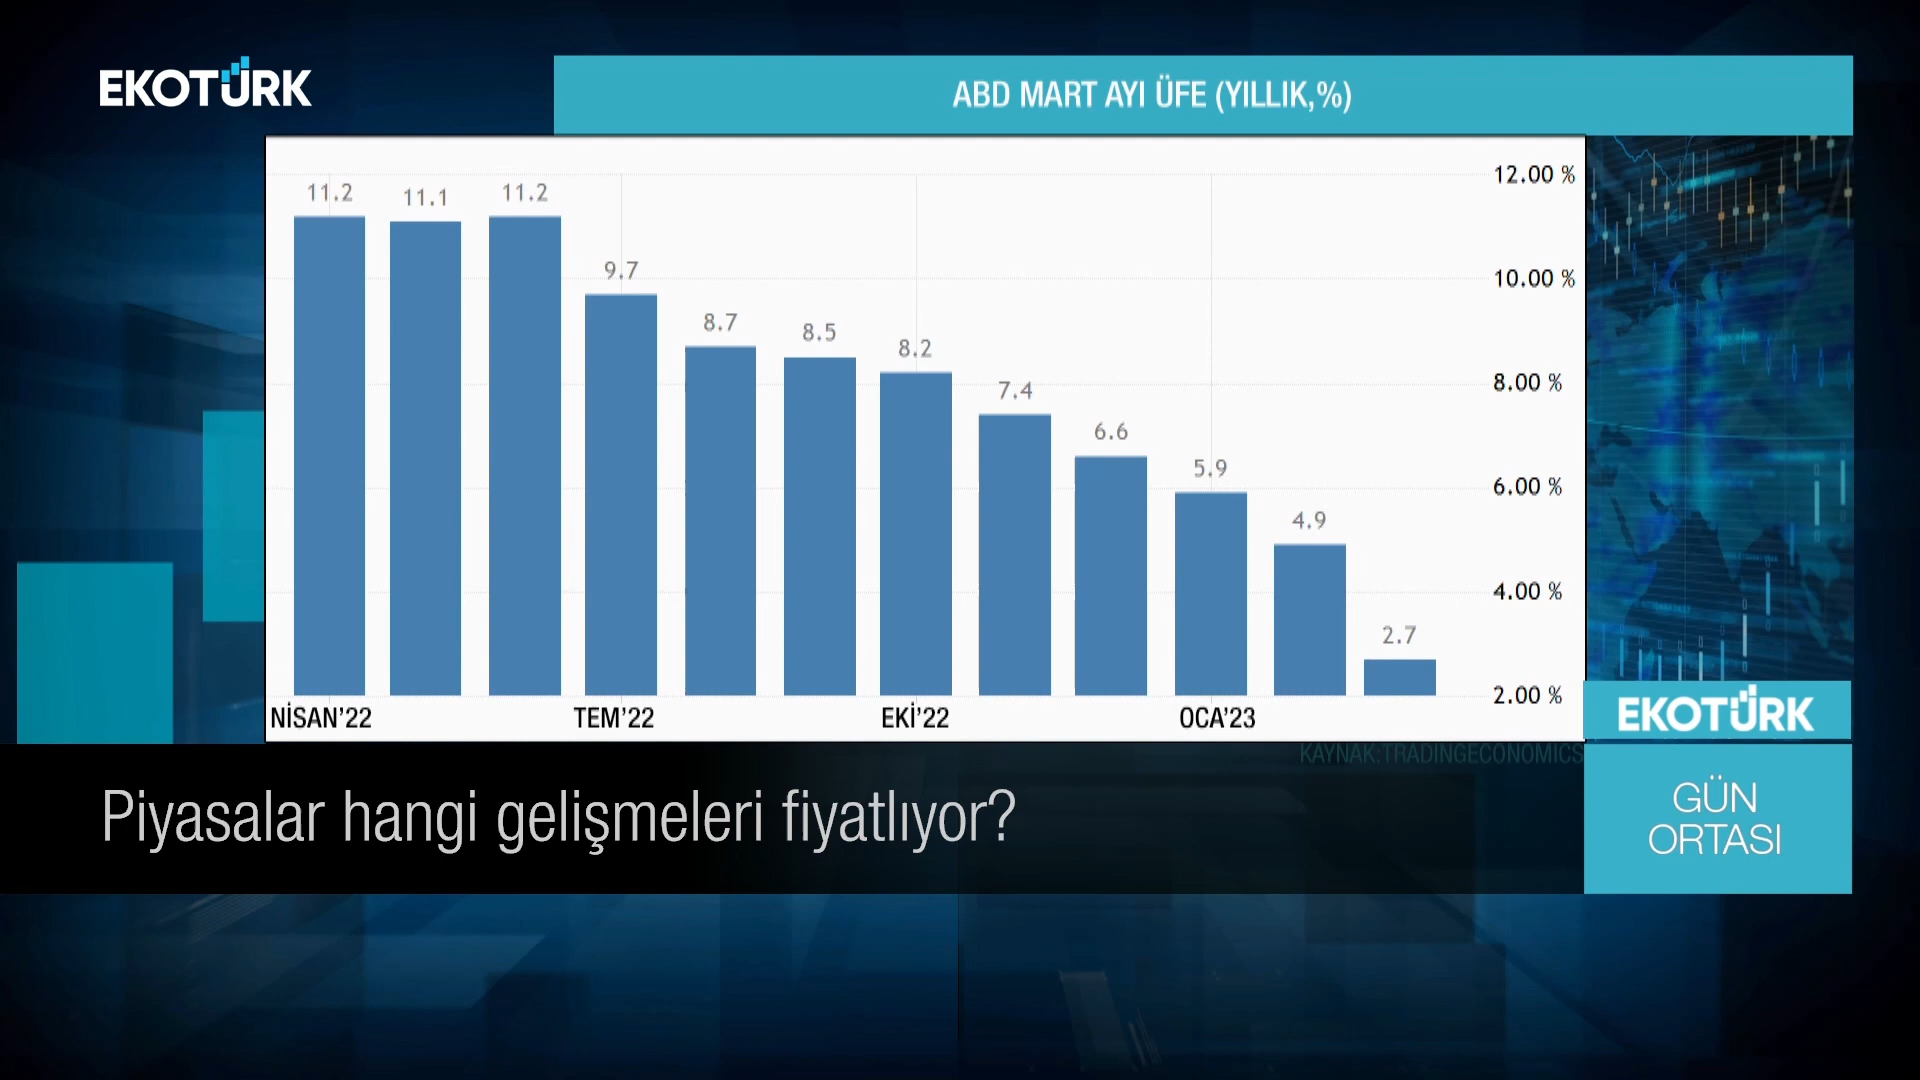 EKOTÜRK
ABD MART AYI ÜFE (YILLIK,%)
11.2
11.1
11.2
9.7
8.7
8.5
8.2
7.4
6.6
5.9
4.9
2.7
12.00 %
10.00 %
8.00 %
6.00 %
4.00 %
2.00 %
NİSAN'22
TEM'22
EKİ'22
OCA'23
EKOTÜRK
KAYNAK:TRADINGECONOMICS
Piyasalar hangi gelişmeleri fiyatlıyor?
GÜN
ORTASI